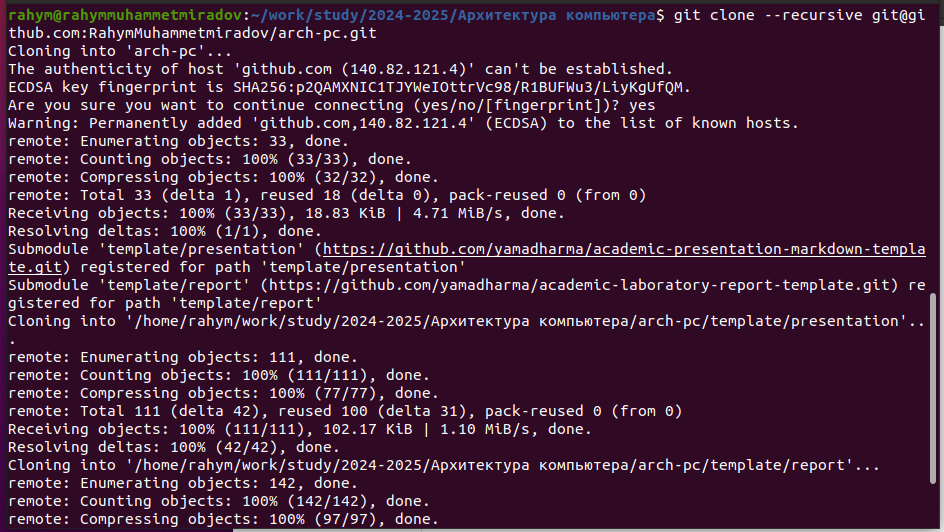 rahym@rahymmuhammetmiradov:~/work/study/2024-2025/Архитектура компьютера$ git clone --recursive git@gi
thub.com:RahymMuhammetmiradov/arch-pc.git
Cloning into 'arch-pc'...
The authenticity of host 'github.com (140.82.121.4)' can't be established.
ECDSA key fingerprint is SHA256:p2QAMXNIC1TJYWeIOttrVc98/R1BUFWu3/LiyKgUfQM.
Are you sure you want to continue connecting (yes/no/[fingerprint])? yes
Warning: Permanently added 'github.com,140.82.121.4' (ECDSA) to the list of known hosts.
remote: Enumerating objects: 33, done.
remote: Counting objects: 100% (33/33), done.
remote: Compressing objects: 100% (32/32), done.
remote: Total 33 (delta 1), reused 18 (delta 0), pack-reused 0 (from 0)
Receiving objects: 100% (33/33), 18.83 KiB | 4.71 MiB/s, done.
Resolving deltas: 100% (1/1), done.
Submodule 'template/presentation' (https://github.com/yamadharma/academic-presentation-markdown-templa
te.git) registered for path 'template/presentation'
Submodule 'template/report' (https://github.com/yamadharma/academic-laboratory-report-template.git) re
gistered for path 'template/report'
Cloning into '/home/rahym/work/study/2024-2025/Архитектура компьютера/arch-pc/template/presentation'..
.
remote: Enumerating objects: 111, done.
remote: Counting objects: 100% (111/111), done.
remote: Compressing objects: 100% (77/77), done.
remote: Total 111 (delta 42), reused 100 (delta 31), pack-reused 0 (from 0)
Receiving objects: 100% (111/111), 102.17 KiB | 1.10 MiB/s, done.
Resolving deltas: 100% (42/42), done.
Cloning into '/home/rahym/work/study/2024-2025/Архитектура компьютера/arch-pc/template/report'...
remote: Enumerating objects: 142, done.
remote: Counting objects: 100% (142/142), done.
remote: Compressing objects: 100% (97/97), done.